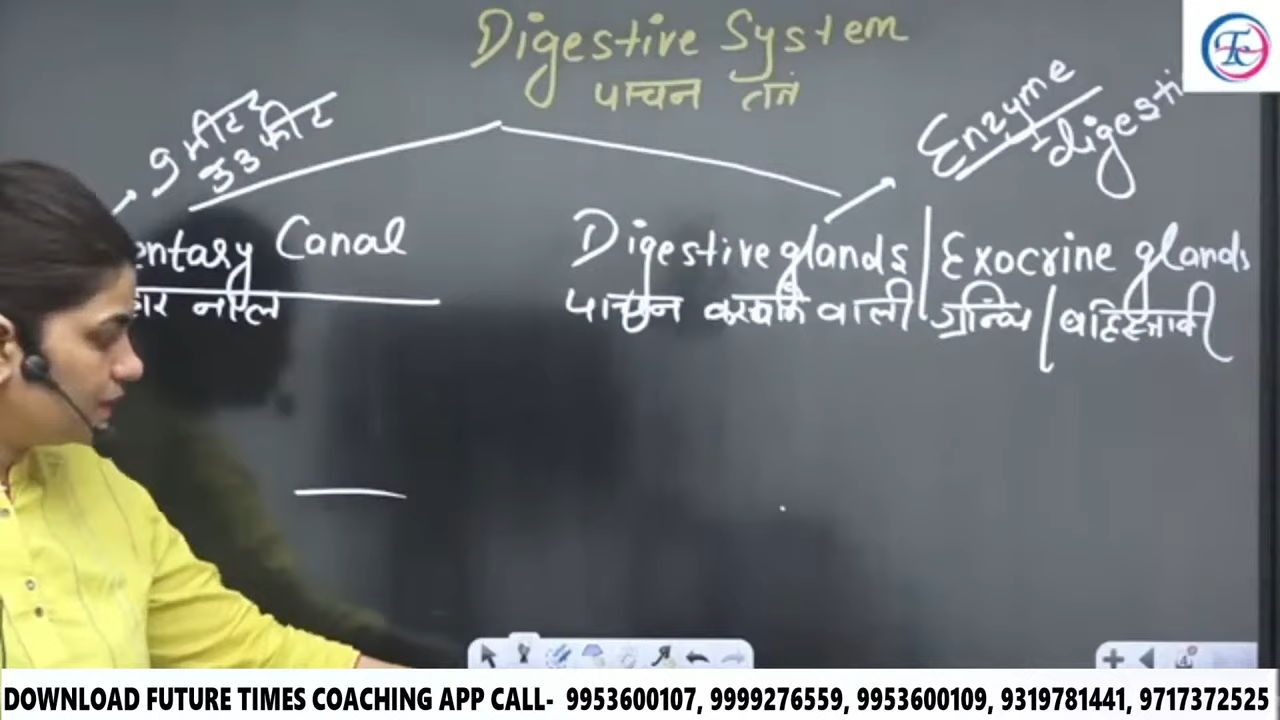 Digestive System
पाचन तंत्र
9 मीटर
33 फीट
Enzyme
digesti
entary Canal
हार नाल
Digestive glands / Exocrine glands
पाचन करवाने वाली ग्रन्थि / बहिस्त्रावी
DOWNLOAD FUTURE TIMES COACHING APP CALL- 9953600107, 9999276559, 9953600109, 9319781441, 9717372525